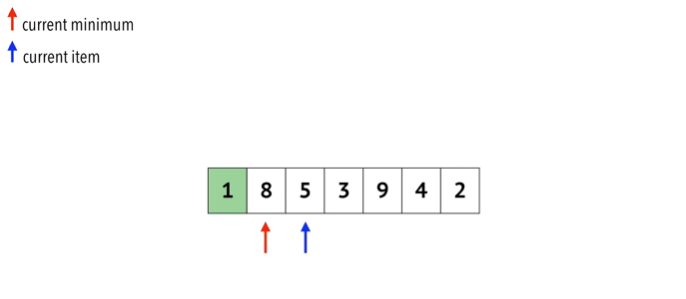 current minimum
current item
1 8 5 3 9 4 2